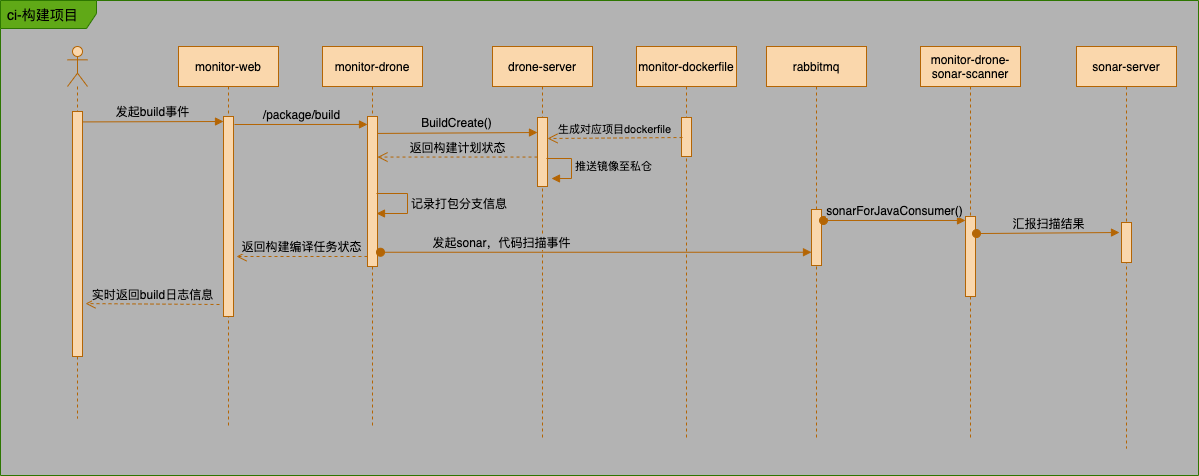 ci-构建项目
monitor-web
monitor-drone
drone-server
monitor-dockerfile
rabbitmq
monitor-drone-
sonar-scanner
sonar-server
发起build事件
/package/build
BuildCreate()
生成对应项目dockerfile
返回构建计划状态
推送镜像至私仓
记录打包分支信息
sonarForJavaConsumer()
汇报扫描结果
返回构建编译任务状态
发起sonar，代码扫描事件
实时返回build日志信息